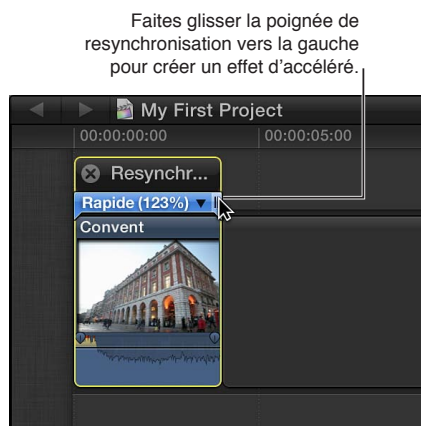 Faites glisser la poignée de
resynchronisation vers la gauche
pour créer un effet d’accéléré.
My First Project
00:00:00:00 00:00:05:00
Resynchr...
Rapide (123%)
Convent